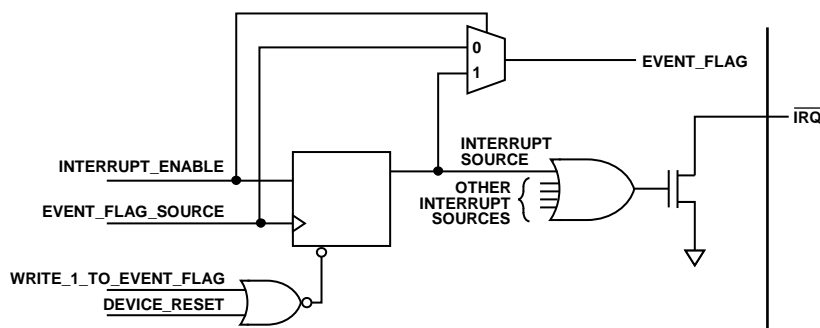 0
EVENT_FLAG
1
IRQ
INTERRUPT
SOURCE
INTERRUPT_ENABLE
OTHER
INTERRUPT
SOURCES
EVENT_FLAG_SOURCE
WRITE_1_TO_EVENT_FLAG
DEVICE_RESET